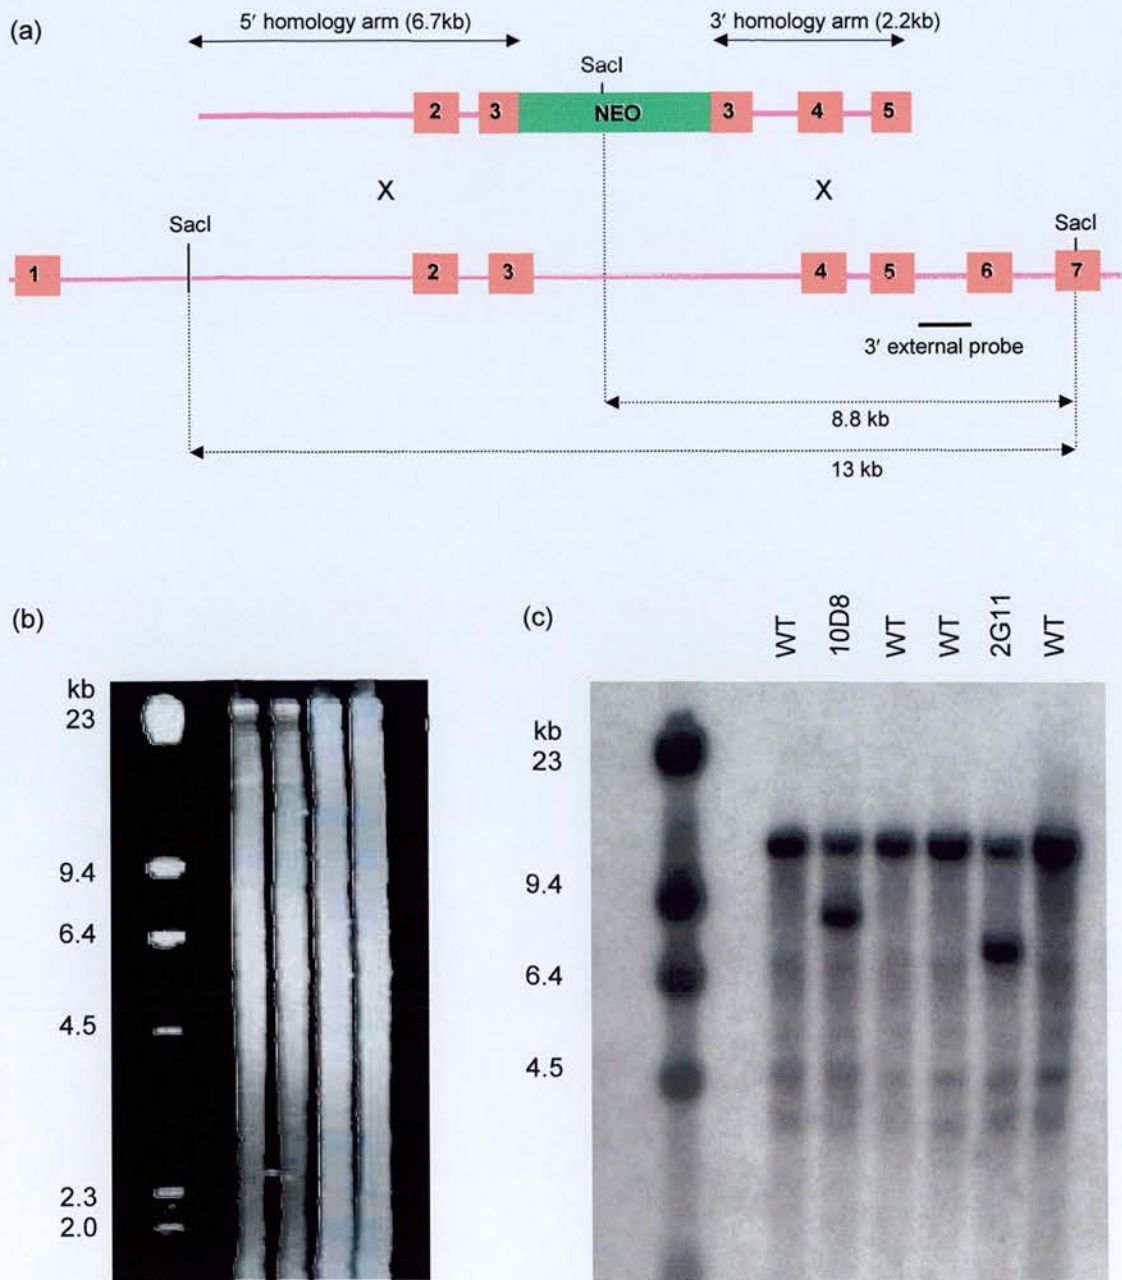 (a)
5′ homology arm (6.7kb)
3′ homology arm (2.2kb)
SacI
2 3 NEO 3 4 5
X X
SacI SacI
1 2 3 4 5 6 7
3′ external probe
8.8 kb
13 kb
(b)
kb
23
9.4
6.4
4.5
2.3
2.0
(c)
WT 10D8 WT WT 2G11 WT
kb
23
9.4
6.4
4.5